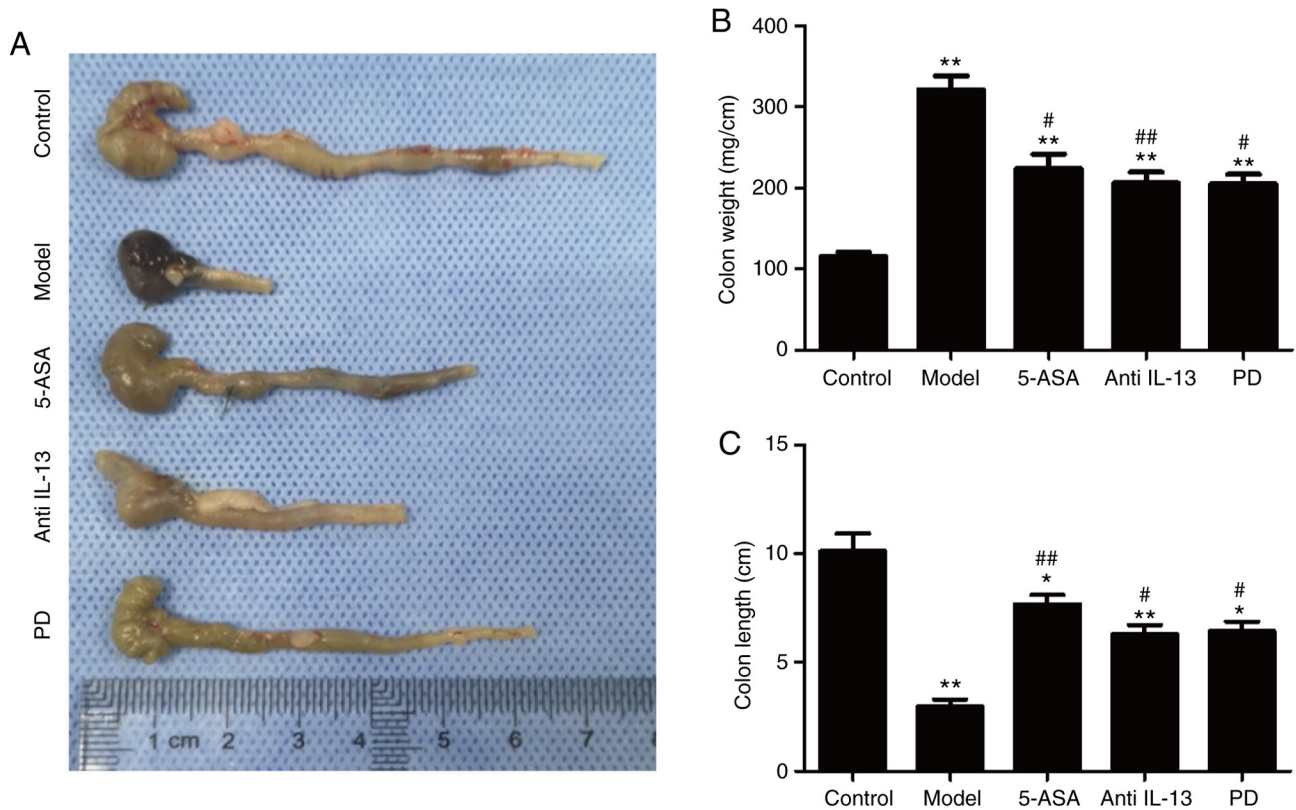 A
Control
Model
5-ASA
Anti IL-13
PD
1 cm 2 3 4 5 6 7
B
Colon weight (mg/cm)
400
300
200
100
0
**
#
**
##
**
#
**
Control Model 5-ASA Anti IL-13 PD
C
Colon length (cm)
15
10
5
0
**
##
*
#
**
#
*
Control Model 5-ASA Anti IL-13 PD